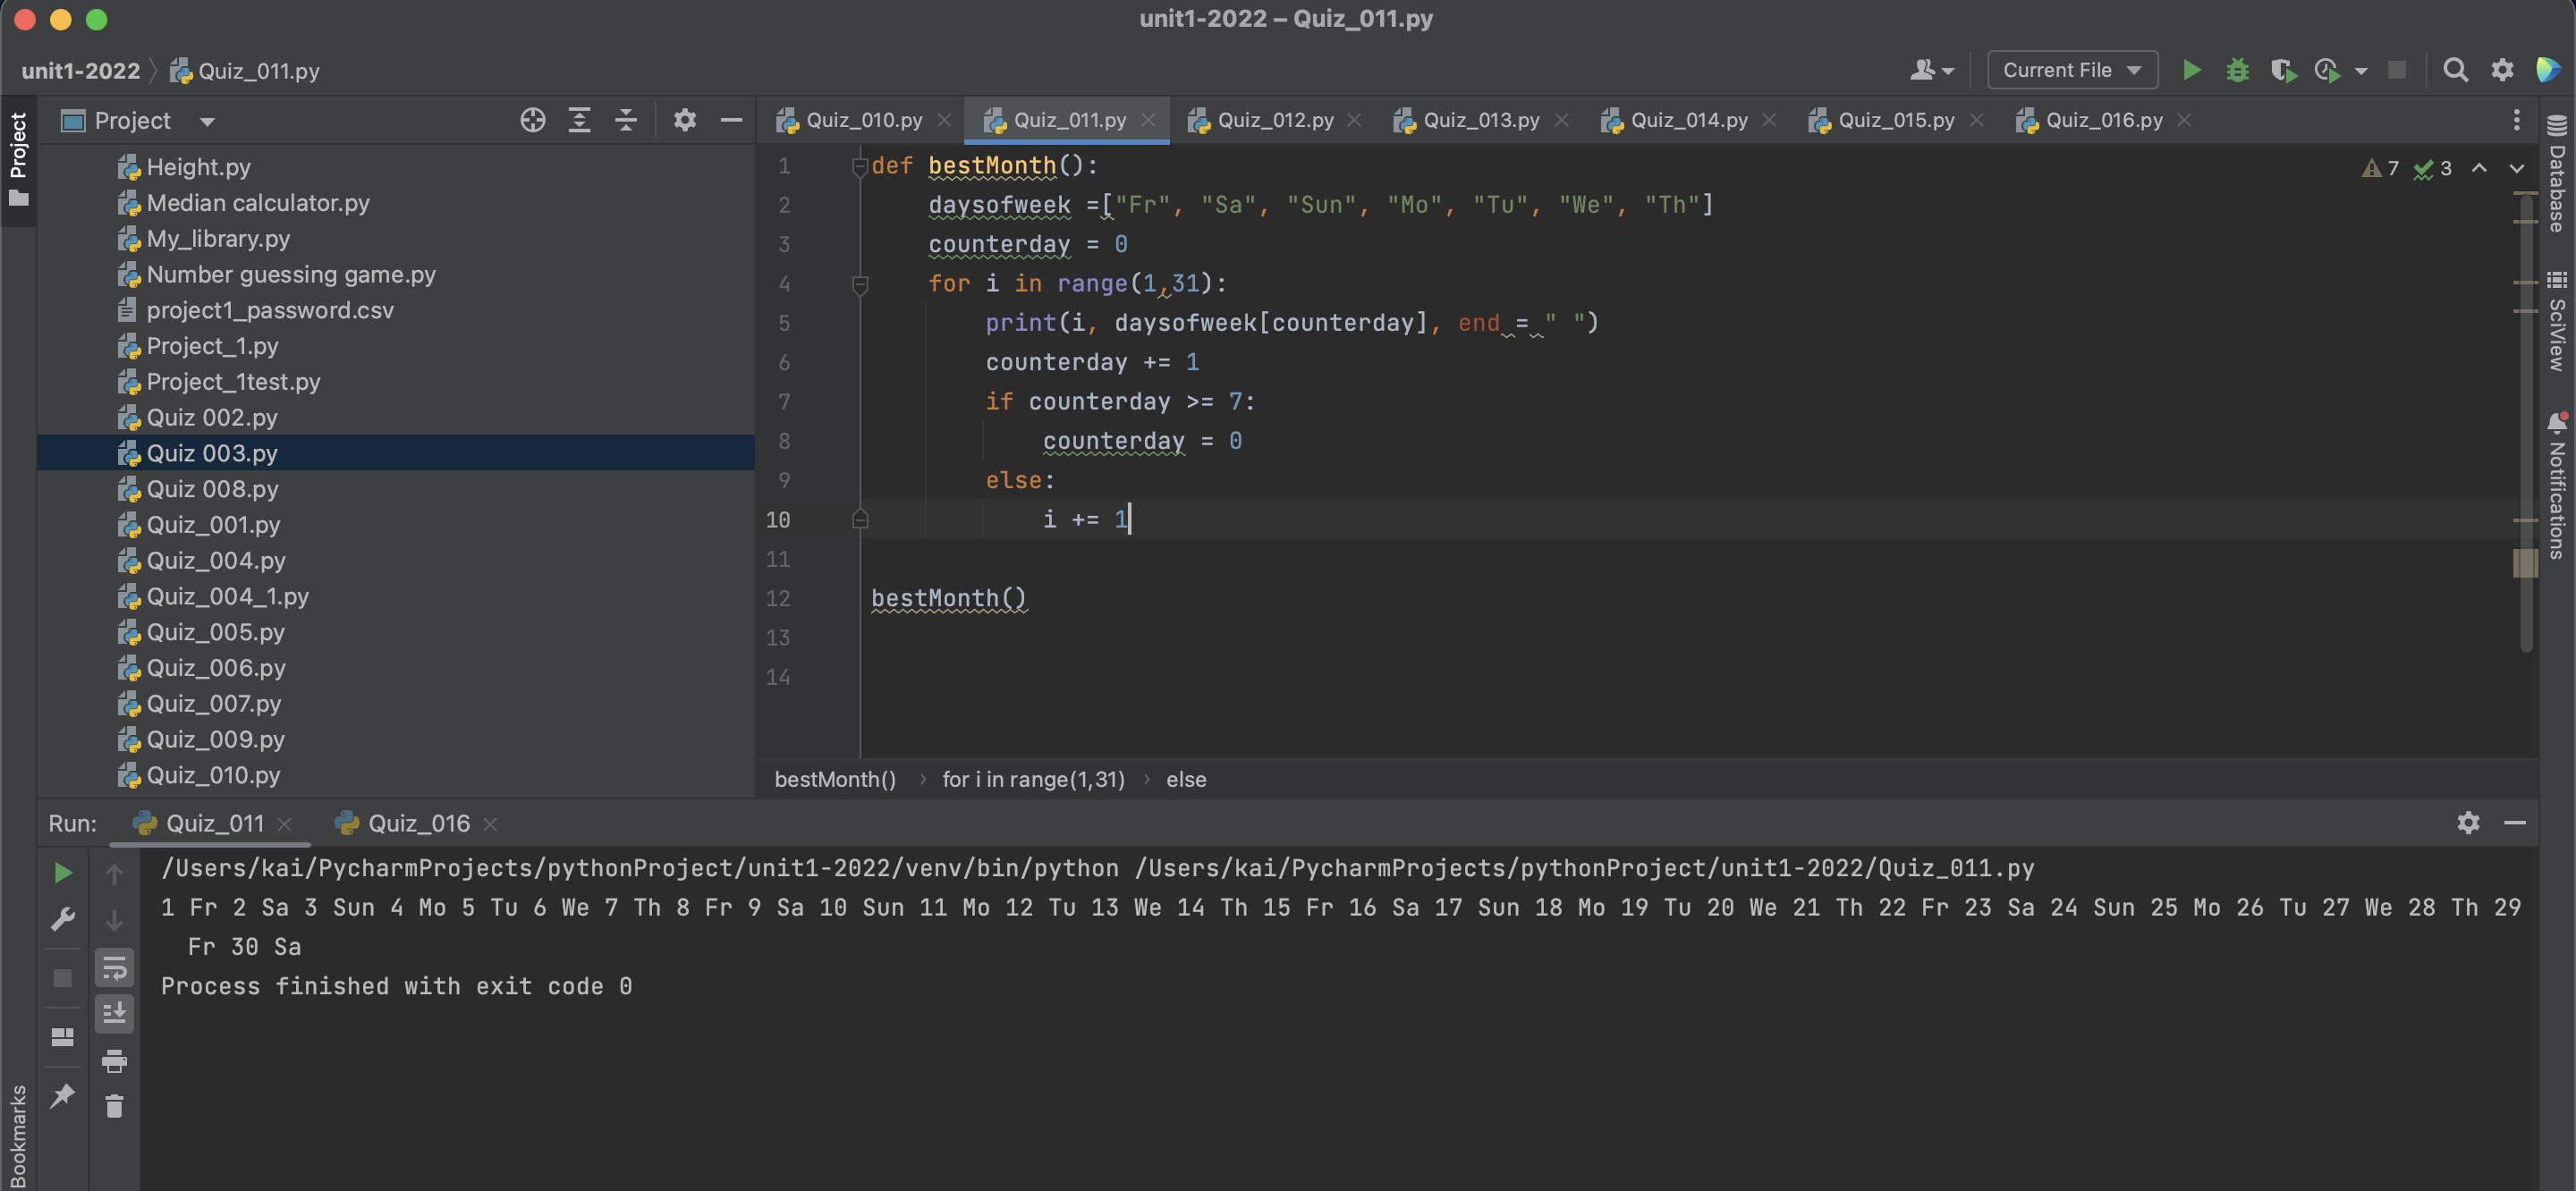 unit1-2022 – Quiz_011.py
unit1-2022 Quiz_011.py Current File
Project
Project
Quiz_010.py Quiz_011.py Quiz_012.py Quiz_013.py Quiz_014.py Quiz_015.py Quiz_016.py
Height.py
Median calculator.py
My_library.py
Number guessing game.py
project1_password.csv
Project_1.py
Project_1test.py
Quiz 002.py
Quiz 003.py
Quiz 008.py
Quiz_001.py
Quiz_004.py
Quiz_004_1.py
Quiz_005.py
Quiz_006.py
Quiz_007.py
Quiz_009.py
Quiz_010.py
1 def bestMonth():
2 daysofweek =["Fr", "Sa", "Sun", "Mo", "Tu", "We", "Th"]
3 counterday = 0
4 for i in range(1,31):
5 print(i, daysofweek[counterday], end = " ")
6 counterday += 1
7 if counterday >= 7:
8 counterday = 0
9 else:
10 i += 1
11
12 bestMonth()
13
14
7 3
Database
SciView
Notifications
bestMonth() › for i in range(1,31) › else
Run: Quiz_011 Quiz_016
/Users/kai/PycharmProjects/pythonProject/unit1-2022/venv/bin/python /Users/kai/PycharmProjects/pythonProject/unit1-2022/Quiz_011.py
1 Fr 2 Sa 3 Sun 4 Mo 5 Tu 6 We 7 Th 8 Fr 9 Sa 10 Sun 11 Mo 12 Tu 13 We 14 Th 15 Fr 16 Sa 17 Sun 18 Mo 19 Tu 20 We 21 Th 22 Fr 23 Sa 24 Sun 25 Mo 26 Tu 27 We 28 Th 29
Fr 30 Sa
Process finished with exit code 0
Bookmarks